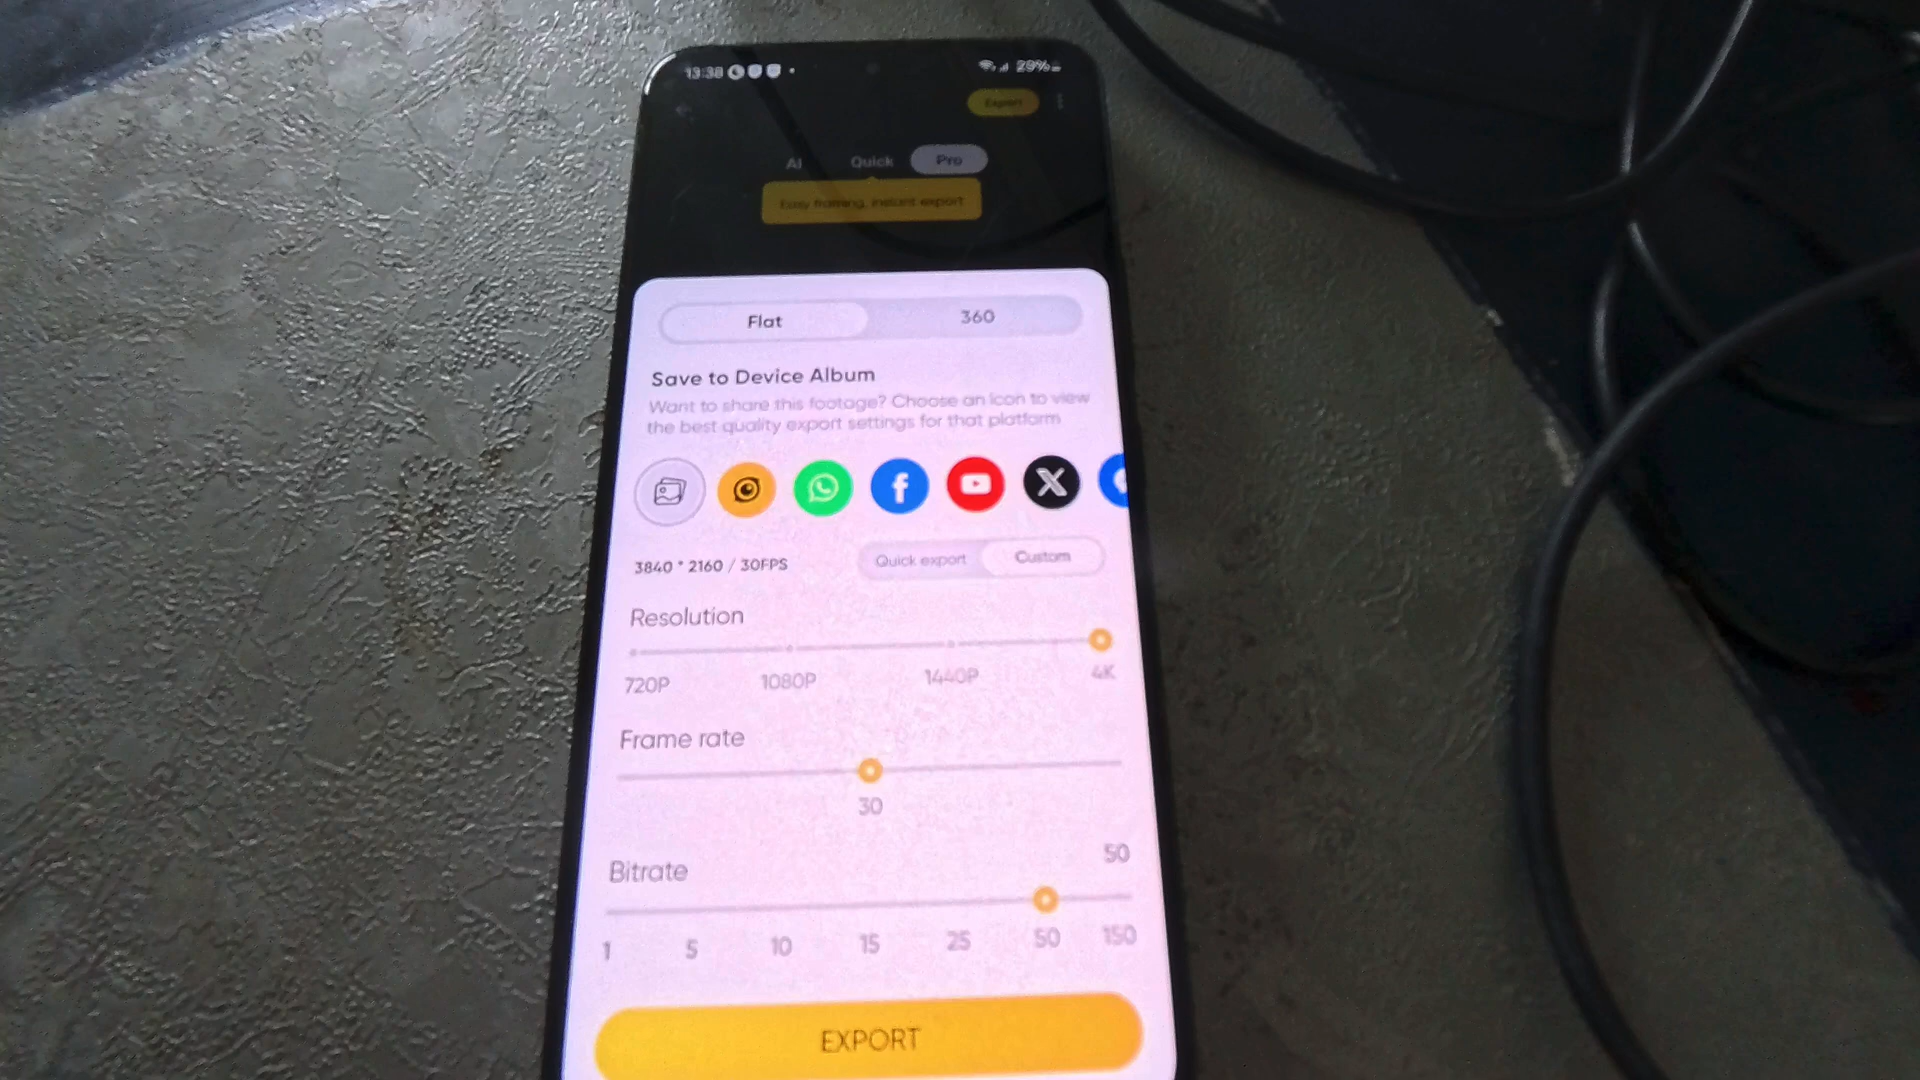 13:38
29%
Export
AI Quick Pro
Easy framing, instant export
Flat 360
Save to Device Album
Want to share this footage? Choose an icon to view
the best quality export settings for that platform
3840 * 2160 / 30FPS Quick export Custom
Resolution
720P 1080P 1440P 4K
Frame rate
30
Bitrate 50
1 5 10 15 25 50 150
EXPORT